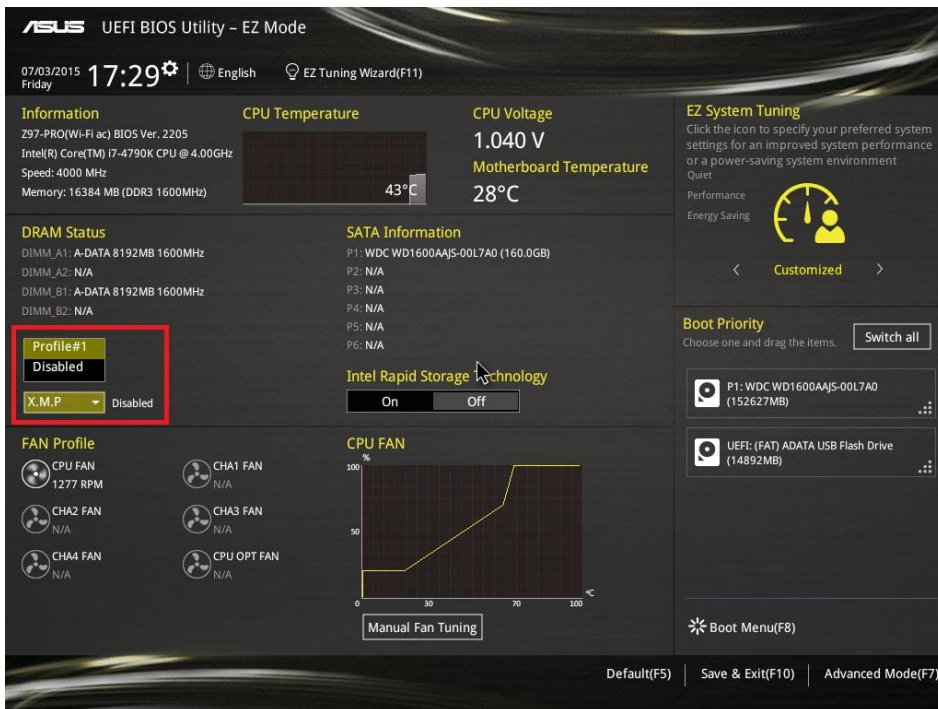 ASUS UEFI BIOS Utility – EZ Mode
07/03/2015
Friday
17:29
English
EZ Tuning Wizard(F11)
Information
Z97-PRO(Wi-Fi ac) BIOS Ver. 2205
Intel(R) Core(TM) i7-4790K CPU @ 4.00GHz
Speed: 4000 MHz
Memory: 16384 MB (DDR3 1600MHz)
CPU Temperature
43°C
CPU Voltage
1.040 V
Motherboard Temperature
28°C
EZ System Tuning
Click the icon to specify your preferred system
settings for an improved system performance
or a power-saving system environment
Quiet
Performance
Energy Saving
Customized
DRAM Status
DIMM_A1: A-DATA 8192MB 1600MHz
DIMM_A2: N/A
DIMM_B1: A-DATA 8192MB 1600MHz
DIMM_B2: N/A
Profile#1
Disabled
X.M.P Disabled
SATA Information
P1: WDC WD1600AAJS-00L7A0 (160.0GB)
P2: N/A
P3: N/A
P4: N/A
P5: N/A
P6: N/A
Intel Rapid Storage Technology
On Off
Boot Priority
Choose one and drag the items.
Switch all
P1: WDC WD1600AAJS-00L7A0
(152627MB)
UEFI: (FAT) ADATA USB Flash Drive
(14892MB)
FAN Profile
CPU FAN
1277 RPM
CHA1 FAN
N/A
CHA2 FAN
N/A
CHA3 FAN
N/A
CHA4 FAN
N/A
CPU OPT FAN
N/A
CPU FAN
%
100
50
0 30 70 100
°C
Manual Fan Tuning
Boot Menu(F8)
Default(F5) Save & Exit(F10) Advanced Mode(F7)